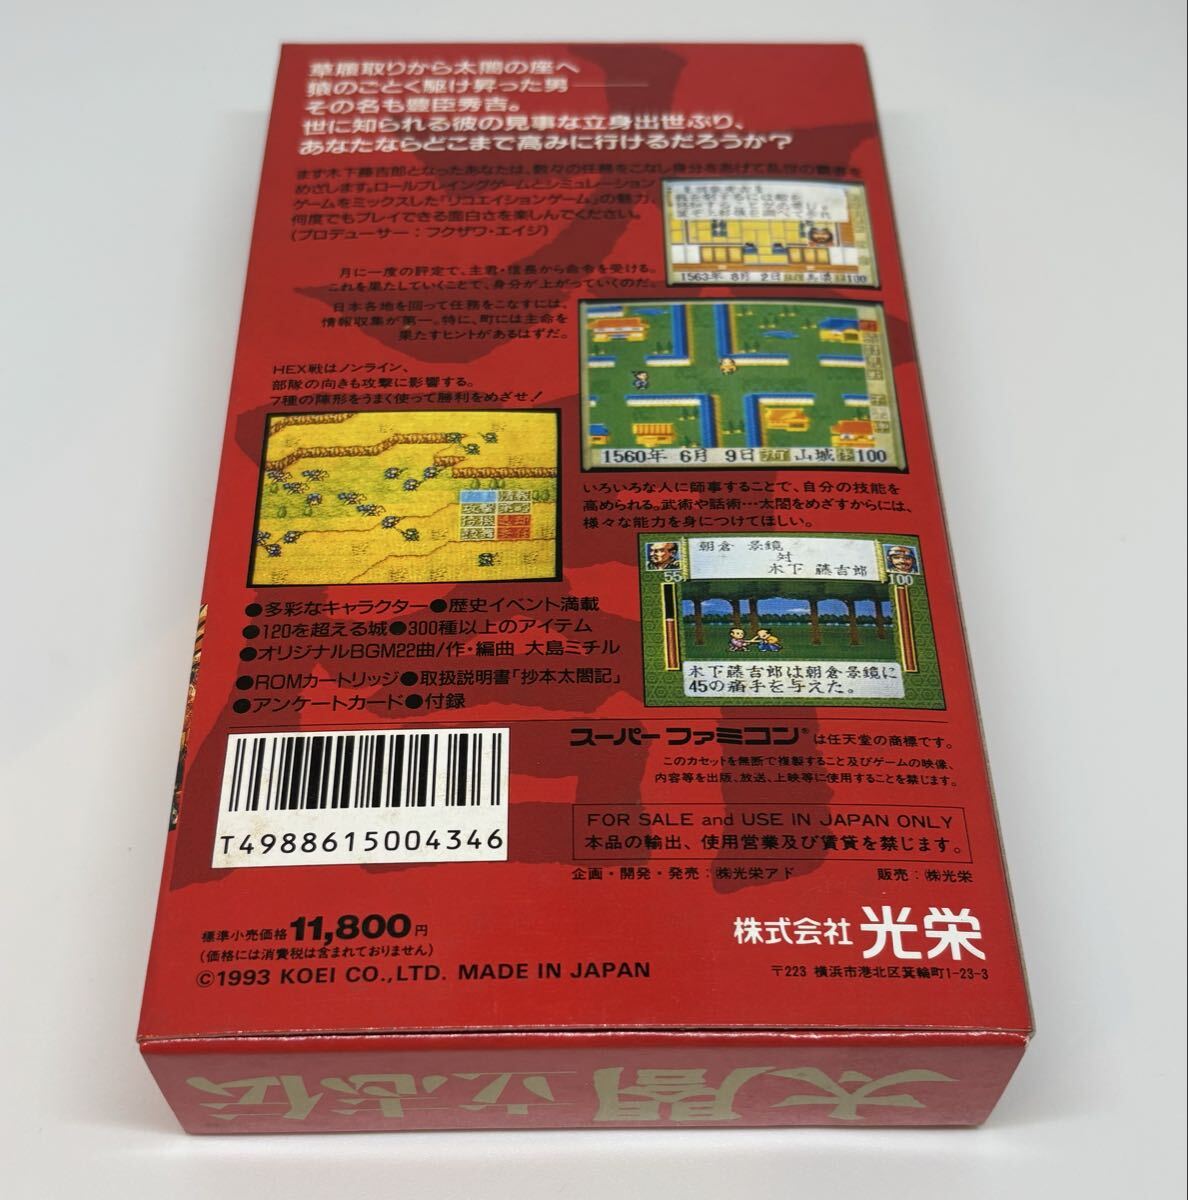 草履取りから太閤の座へ
猿のごとく駆け昇った男――
その名も豊臣秀吉。
世に知られる彼の見事な立身出世ぶり、
あなたならどこまで高みに行けるだろうか?
まず木下藤吉郎となったあなたは、数々の任務をこなし身分をあげて乱世の覇者を
めざします。ロールプレイングゲームとシミュレーション
ゲームをミックスした「リコエイションゲーム」の魅力、
何度でもプレイできる面白さを楽しんでください。
(プロデューサー：フクザワ・エイジ)
月に一度の評定で、主君・信長から命令を受ける。
これを果たしていくことで、身分が上がっていくのだ。
1563年 8月 2日 100
日本各地を回って任務をこなすには、
情報収集が第一。特に、町には主命を
果たすヒントがあるはずだ。
1560年 6月 9日 山城 100
HEX戦はノンライン、
部隊の向きも攻撃に影響する。
7種の陣形をうまく使って勝利をめざせ!
いろいろな人に師事することで、自分の技能を
高められる。武術や話術…太閤をめざすからには、
様々な能力を身につけてほしい。
朝倉 景鏡
対
木下 藤吉郎
55
100
木下藤吉郎は朝倉景鏡に
45の痛手を与えた。
●多彩なキャラクター●歴史イベント満載
●120を超える城●300種以上のアイテム
●オリジナルBGM22曲/作・編曲 大島ミチル
●ROMカートリッジ●取扱説明書「抄本太閤記」
●アンケートカード●付録
T4988615004346
スーパーファミコン®は任天堂の商標です。
このカセットを無断で複製すること及びゲームの映像、
内容等を出版、放送、上映等に使用することを禁じます。
FOR SALE and USE IN JAPAN ONLY
本品の輸出、使用営業及び賃貸を禁じます。
企画・開発・発売：㈱光栄アド 販売：㈱光栄
標準小売価格11,800円
(価格には消費税は含まれておりません)
©1993 KOEI CO.,LTD. MADE IN JAPAN
株式会社 光栄
〒223 横浜市港北区箕輪町1-23-3
太閤立志伝